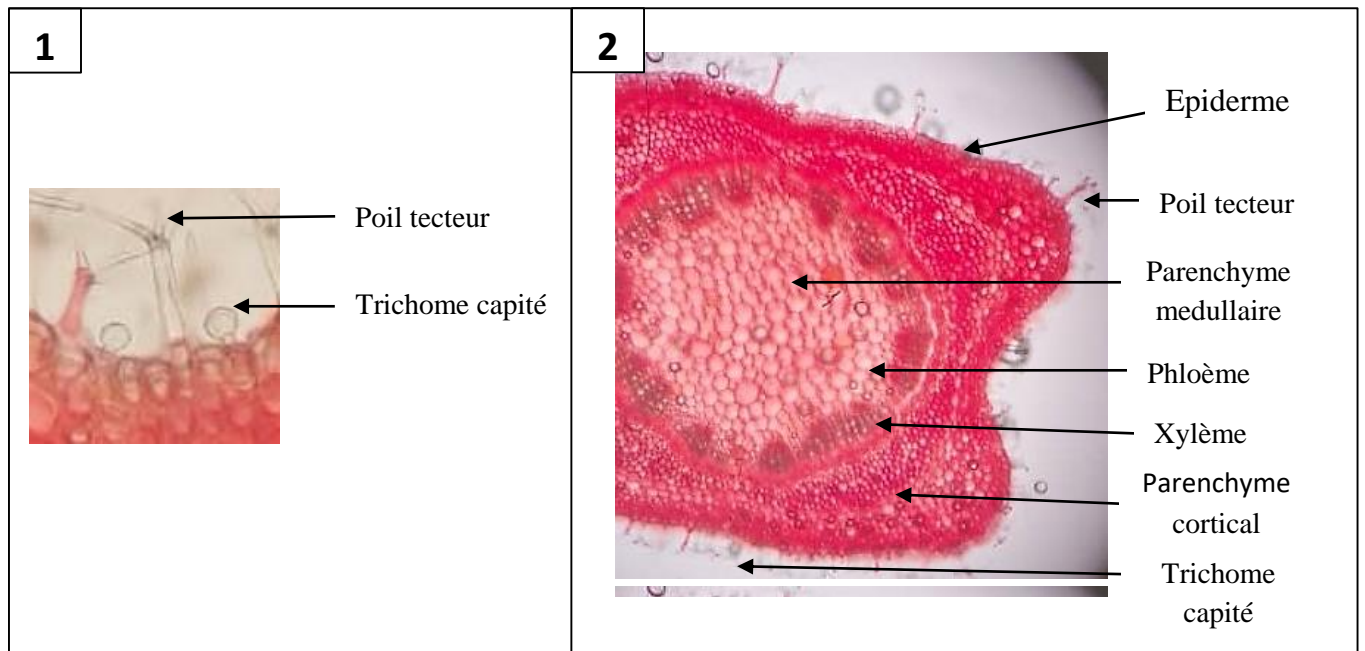 1
Poil tecteur
Trichome capité
2
Epiderme
Poil tecteur
Parenchyme
medullaire
Phloème
Xylème
Parenchyme
cortical
Trichome
capité